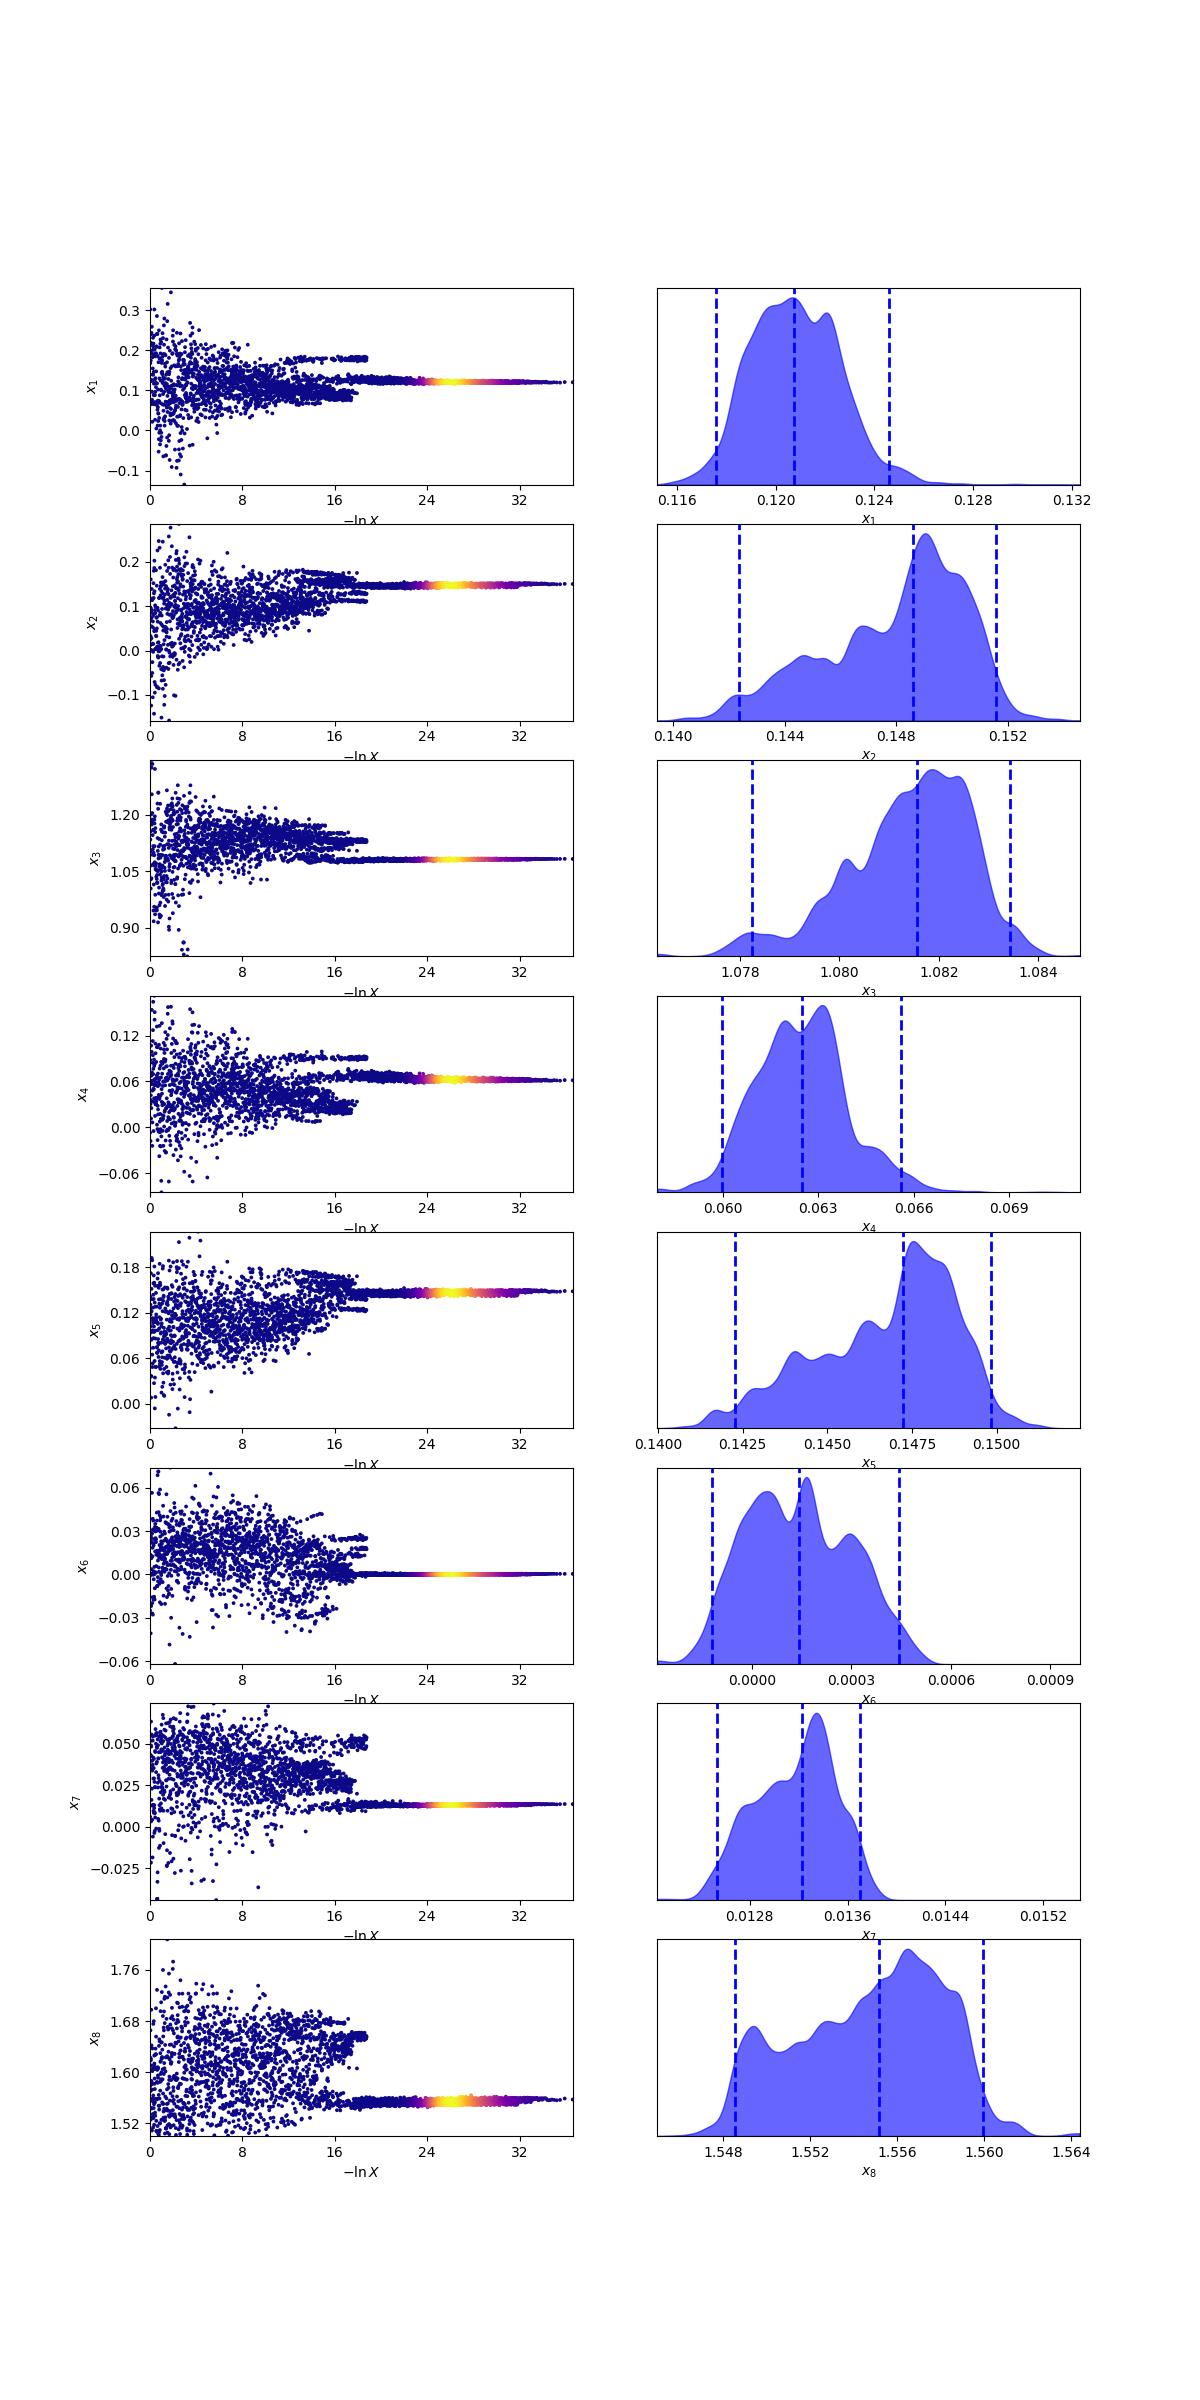 0.3
0.2
0.1
0.0
−0.1
x₁
0 8 16 24 32
−ln X
0.116 0.120 0.124 0.128 0.132
x₁
0.2
0.1
0.0
−0.1
x₂
0 8 16 24 32
−ln X
0.140 0.144 0.148 0.152
x₂
1.20
1.05
0.90
x₃
0 8 16 24 32
−ln X
1.078 1.080 1.082 1.084
x₃
0.12
0.06
0.00
−0.06
x₄
0 8 16 24 32
−ln X
0.060 0.063 0.066 0.069
x₄
0.18
0.12
0.06
0.00
x₅
0 8 16 24 32
−ln X
0.1400 0.1425 0.1450 0.1475 0.1500
x₅
0.06
0.03
0.00
−0.03
−0.06
x₆
0 8 16 24 32
−ln X
0.0000 0.0003 0.0006 0.0009
x₆
0.050
0.025
0.000
−0.025
x₇
0 8 16 24 32
−ln X
0.0128 0.0136 0.0144 0.0152
x₇
1.76
1.68
1.60
1.52
x₈
0 8 16 24 32
−ln X
1.548 1.552 1.556 1.560 1.564
x₈